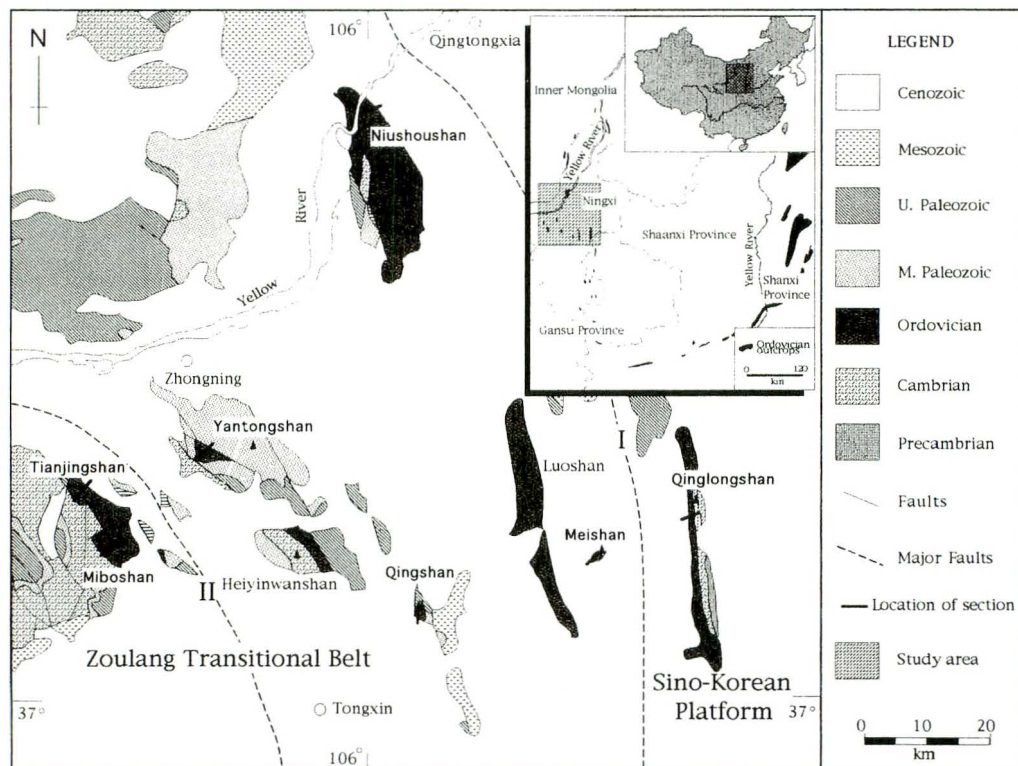 N
106°
Qingtongxia
Niushoushan
River
Yellow
Zhongning
Yantongshan
Tianjingshan
Miboshan
II
Heiyinwanshan
Qingshan
Luoshan
Meishan
I
Qinglongshan
Zoulang Transitional Belt
Sino-Korean
Platform
37°
Tongxin
37°
106°
Inner Mongolia
Yellow River
Ningxi
Shaanxi Province
Yellow River
Shanxi
Province
Gansu Province
Ordovician
outcrops
0 120
km
LEGEND
Cenozoic
Mesozoic
U. Paleozoic
M. Paleozoic
Ordovician
Cambrian
Precambrian
Faults
Major Faults
Location of section
Study area
0 10 20
km